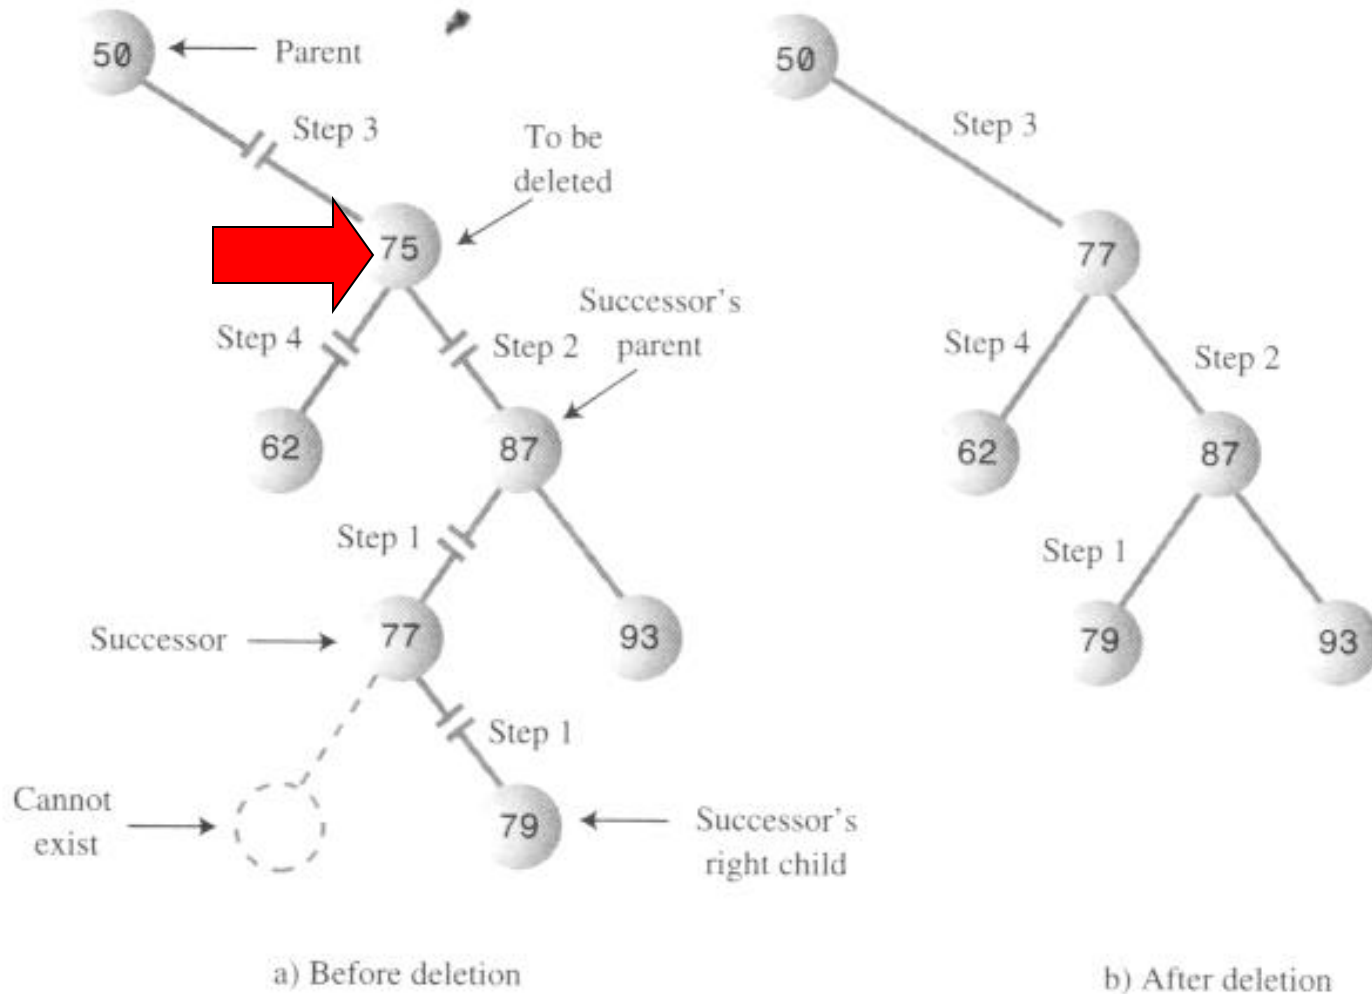 50
Parent
Step 3
To be
deleted
75
Step 4
Step 2
Successor's
parent
62
87
Step 1
Successor
77
93
Step 1
Cannot
exist
79
Successor's
right child
a) Before deletion
50
Step 3
77
Step 4
Step 2
62
87
Step 1
79
93
b) After deletion